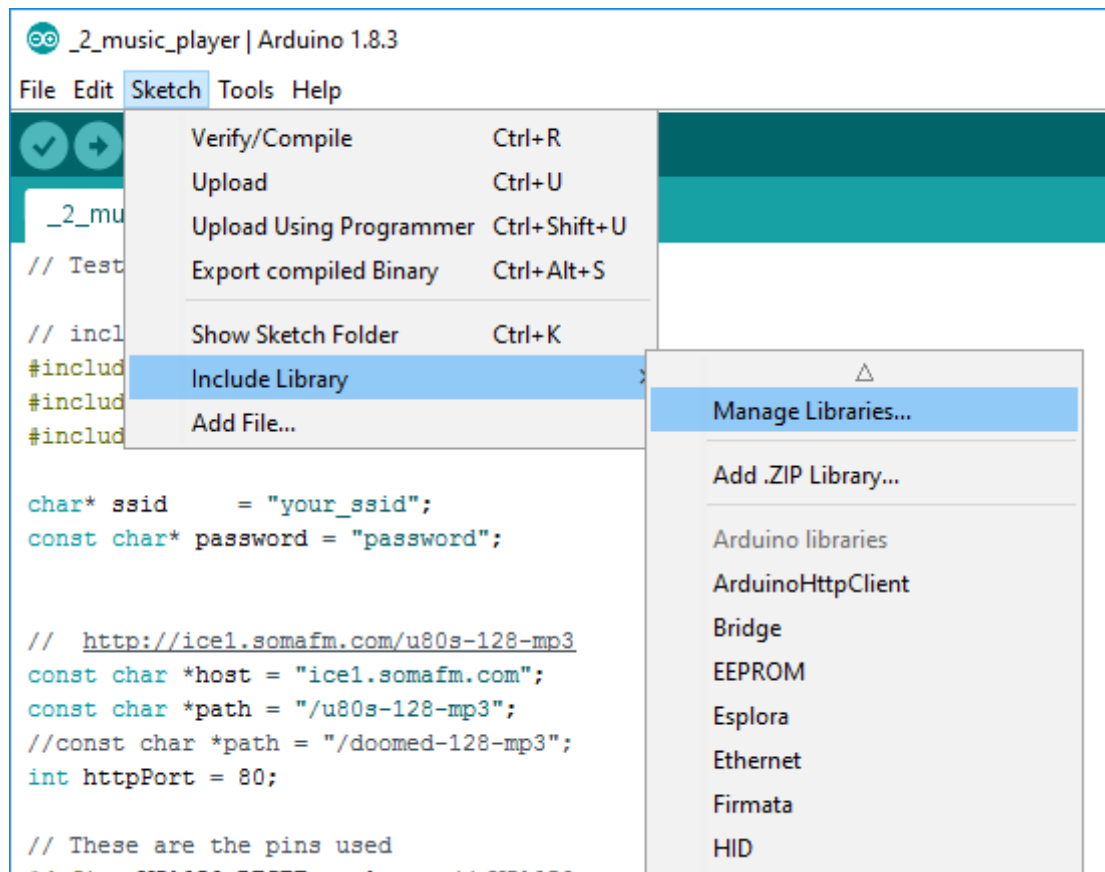 _2_music_player | Arduino 1.8.3
File Edit Sketch Tools Help
Verify/Compile Ctrl+R
Upload Ctrl+U
Upload Using Programmer Ctrl+Shift+U
Export compiled Binary Ctrl+Alt+S
Show Sketch Folder Ctrl+K
Include Library
Add File...
Manage Libraries...
Add .ZIP Library...
Arduino libraries
ArduinoHttpClient
Bridge
EEPROM
Esplora
Ethernet
Firmata
HID
_2_mu
// Test
// incl
#includ
#includ
#includ
char* ssid     = "your_ssid";
const char* password = "password";
//  http://ice1.somafm.com/u80s-128-mp3
const char *host = "ice1.somafm.com";
const char *path = "/u80s-128-mp3";
//const char *path = "/doomed-128-mp3";
int httpPort = 80;
// These are the pins used